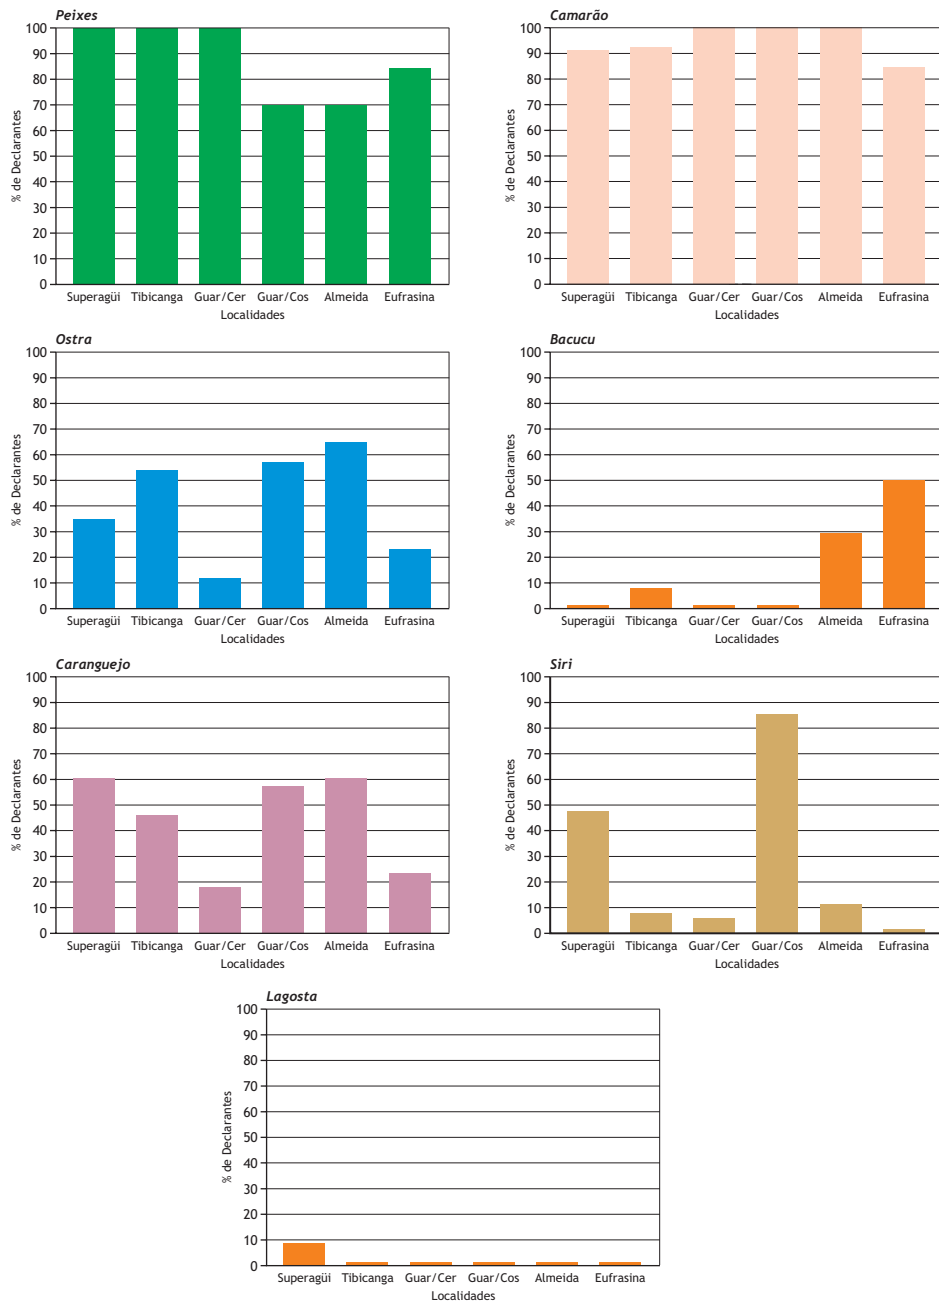 Peixes
100
90
80
70
60
50
40
30
20
10
0
% de Declarantes
Superagüi Tibicanga Guar/Cer Guar/Cos Almeida Eufrasina
Localidades
Camarão
100
90
80
70
60
50
40
30
20
10
0
% de Declarantes
Superagüi Tibicanga Guar/Cer Guar/Cos Almeida Eufrasina
Localidades
Ostra
100
90
80
70
60
50
40
30
20
10
0
% de Declarantes
Superagüi Tibicanga Guar/Cer Guar/Cos Almeida Eufrasina
Localidades
Bacucu
100
90
80
70
60
50
40
30
20
10
0
% de Declarantes
Superagüi Tibicanga Guar/Cer Guar/Cos Almeida Eufrasina
Localidades
Caranguejo
100
90
80
70
60
50
40
30
20
10
0
% de Declarantes
Superagüi Tibicanga Guar/Cer Guar/Cos Almeida Eufrasina
Localidades
Siri
100
90
80
70
60
50
40
30
20
10
0
% de Declarantes
Superagüi Tibicanga Guar/Cer Guar/Cos Almeida Eufrasina
Localidades
Lagosta
100
90
80
70
60
50
40
30
20
10
0
% de Declarantes
Superagüi Tibicanga Guar/Cer Guar/Cos Almeida Eufrasina
Localidades